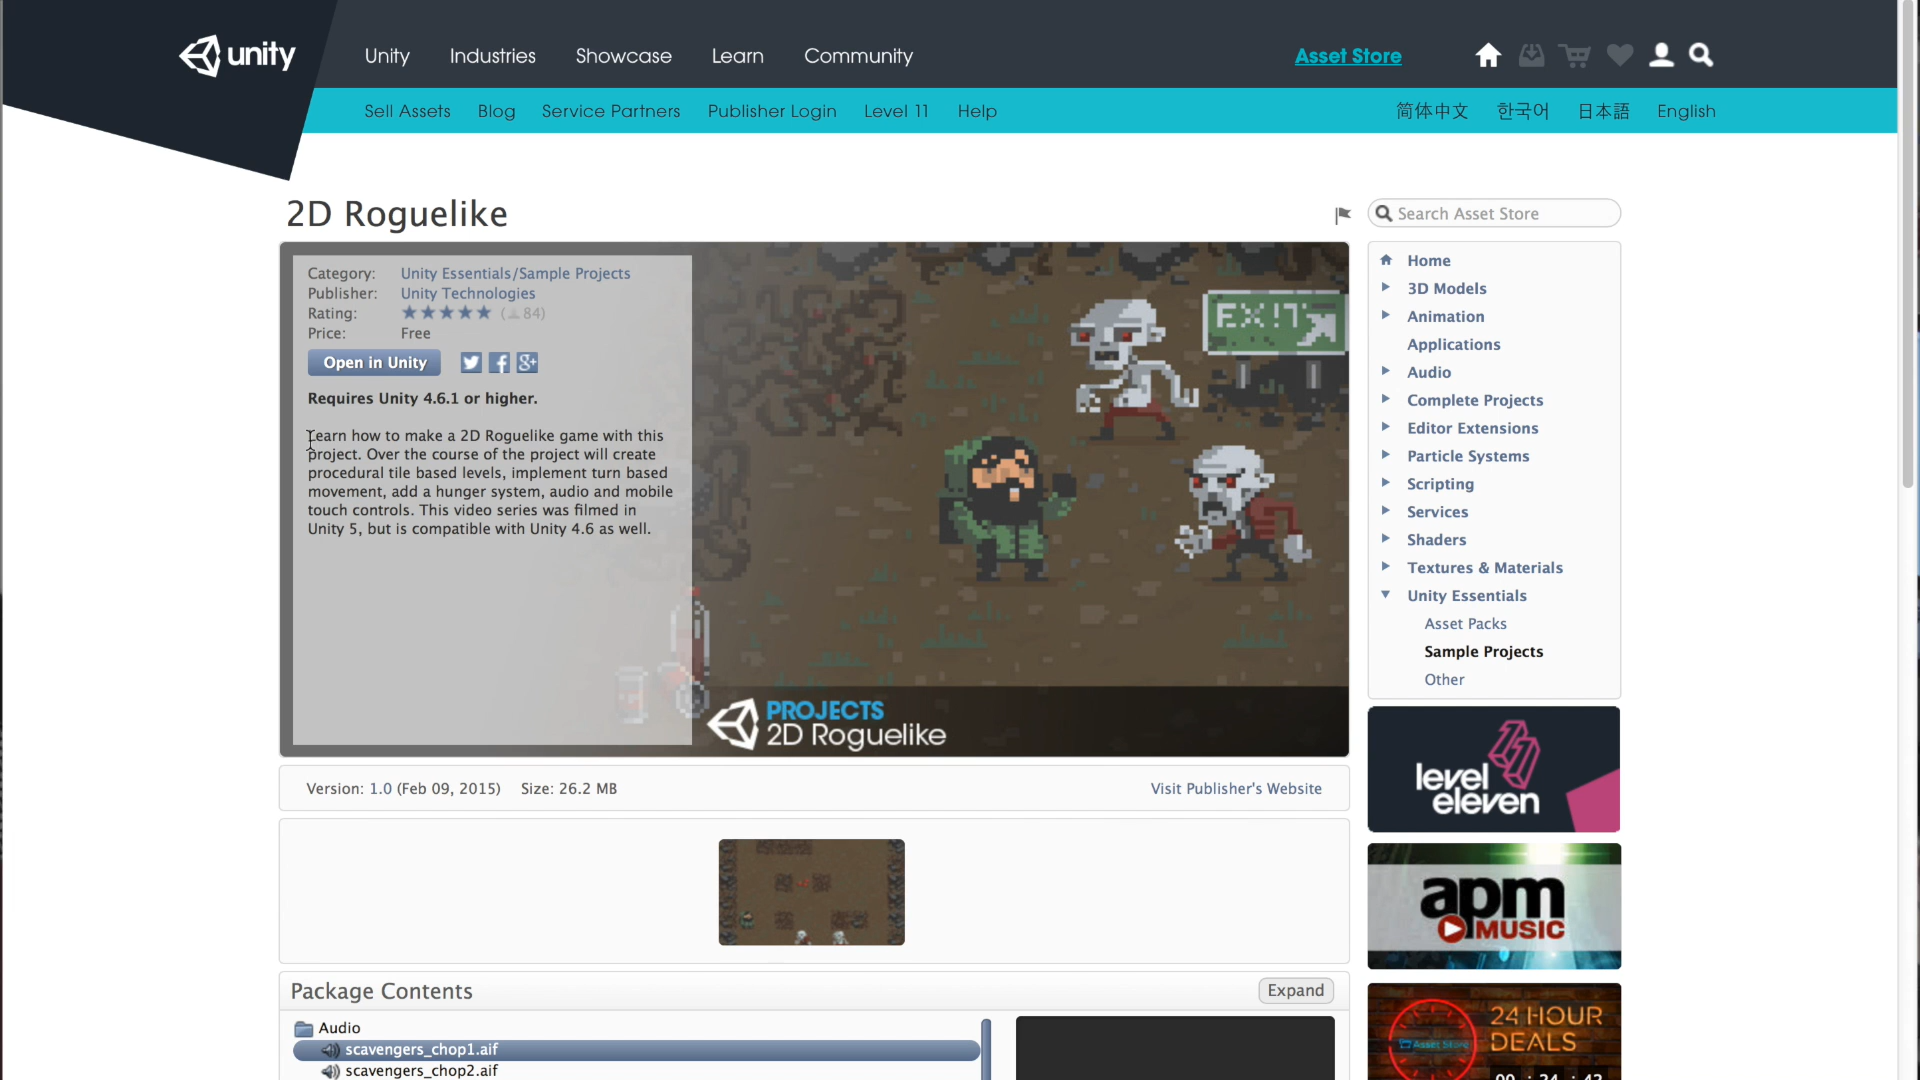 unity
Unity Industries Showcase Learn Community Asset Store
Sell Assets Blog Service Partners Publisher Login Level 11 Help 简体中文 한국어 日本語 English
2D Roguelike
Search Asset Store
Category: Unity Essentials/Sample Projects
Publisher: Unity Technologies
Rating: (84)
Price: Free
Open in Unity
Requires Unity 4.6.1 or higher.
Learn how to make a 2D Roguelike game with this
project. Over the course of the project will create
procedural tile based levels, implement turn based
movement, add a hunger system, audio and mobile
touch controls. This video series was filmed in
Unity 5, but is compatible with Unity 4.6 as well.
EXIT
PROJECTS
2D Roguelike
Home
3D Models
Animation
Applications
Audio
Complete Projects
Editor Extensions
Particle Systems
Scripting
Services
Shaders
Textures & Materials
Unity Essentials
Asset Packs
Sample Projects
Other
level
eleven
apm
MUSIC
24 HOUR
DEALS
Asset Store
Version: 1.0 (Feb 09, 2015) Size: 26.2 MB Visit Publisher's Website
Package Contents Expand
Audio
scavengers_chop1.aif
scavengers_chop2.aif